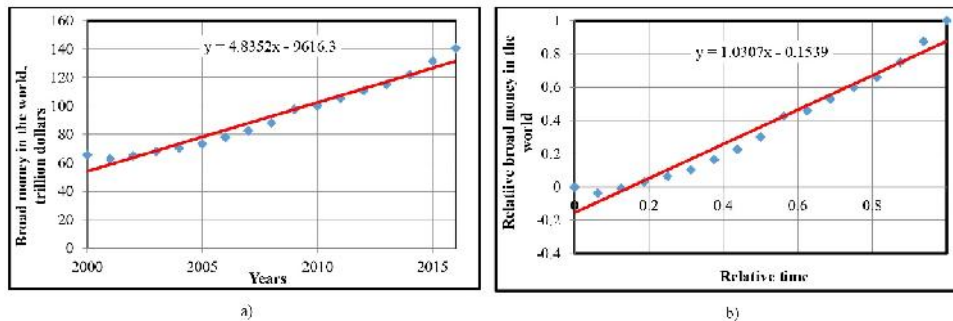 160
140
120
100
80
60
40
20
0
y = 4.8352x - 9616.3
Broad money in the world,
trillion dollars
2000
2005
2010
2015
Years
a)
1
0.8
0.6
0.4
0.2
0
-0.2
-0.4
y = 1.0307x - 0.1539
Relative broad money in the
world
0
0.2
0.4
0.6
0.8
Relative time
b)